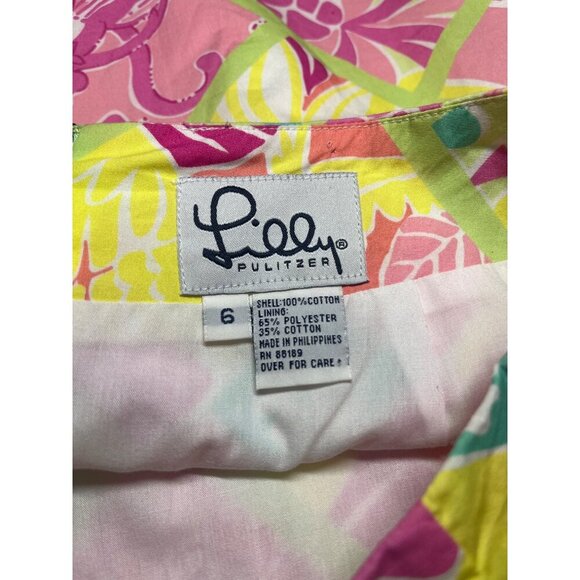 Lilly®
PULITZER
6
SHELL:100%COTTON
LINING:
65% POLYESTER
35% COTTON
MADE IN PHILIPPINES
RN 88189
OVER FOR CARE